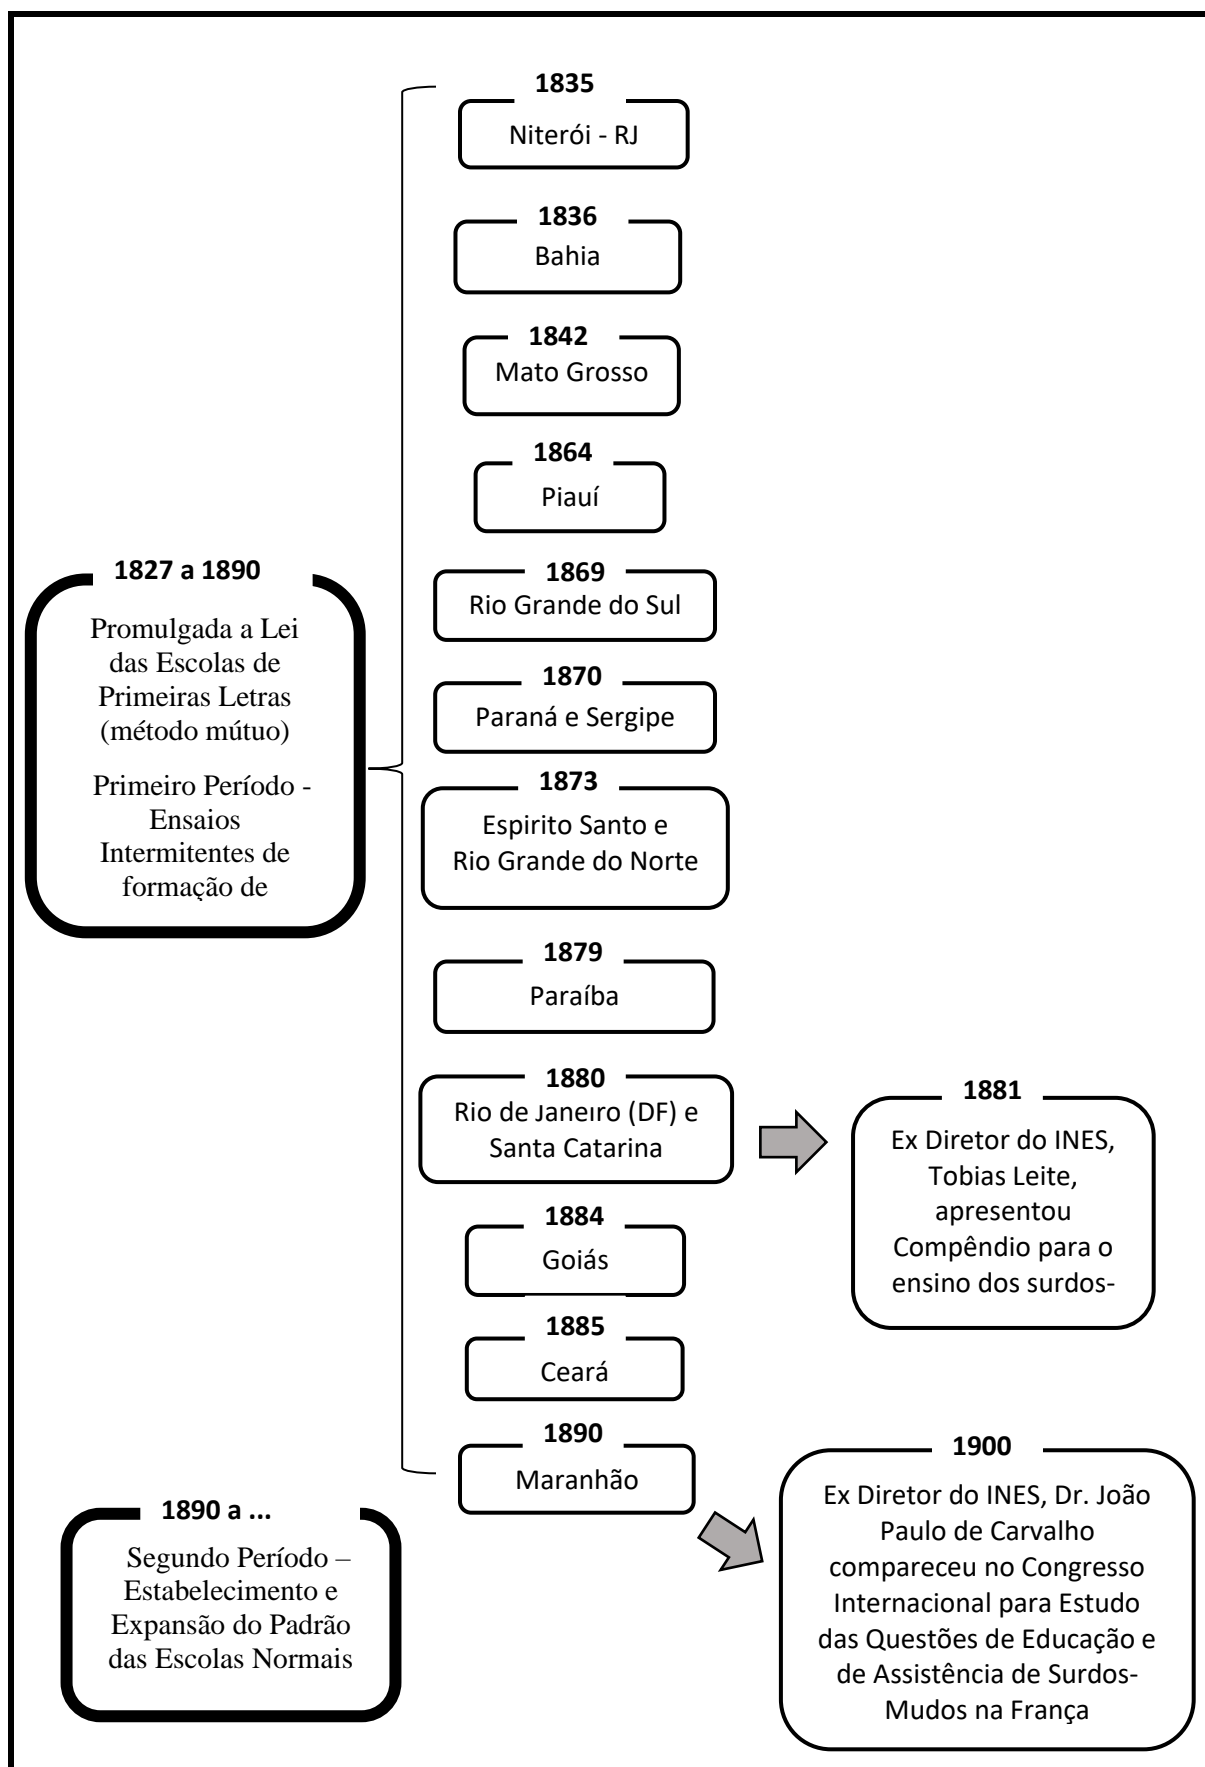 1835
Niterói - RJ
1836
Bahia
1842
Mato Grosso
1864
Piauí
1869
Rio Grande do Sul
1870
Paraná e Sergipe
1873
Espirito Santo e
Rio Grande do Norte
1879
Paraíba
1880
Rio de Janeiro (DF) e
Santa Catarina
1884
Goiás
1885
Ceará
1890
Maranhão
1827 a 1890
Promulgada a Lei
das Escolas de
Primeiras Letras
(método mútuo)
Primeiro Período -
Ensaios
Intermitentes de
formação de
1881
Ex Diretor do INES,
Tobias Leite,
apresentou
Compêndio para o
ensino dos surdos-
1900
Ex Diretor do INES, Dr. João
Paulo de Carvalho
compareceu no Congresso
Internacional para Estudo
das Questões de Educação e
de Assistência de Surdos-
Mudos na França
1890 a ...
Segundo Período –
Estabelecimento e
Expansão do Padrão
das Escolas Normais